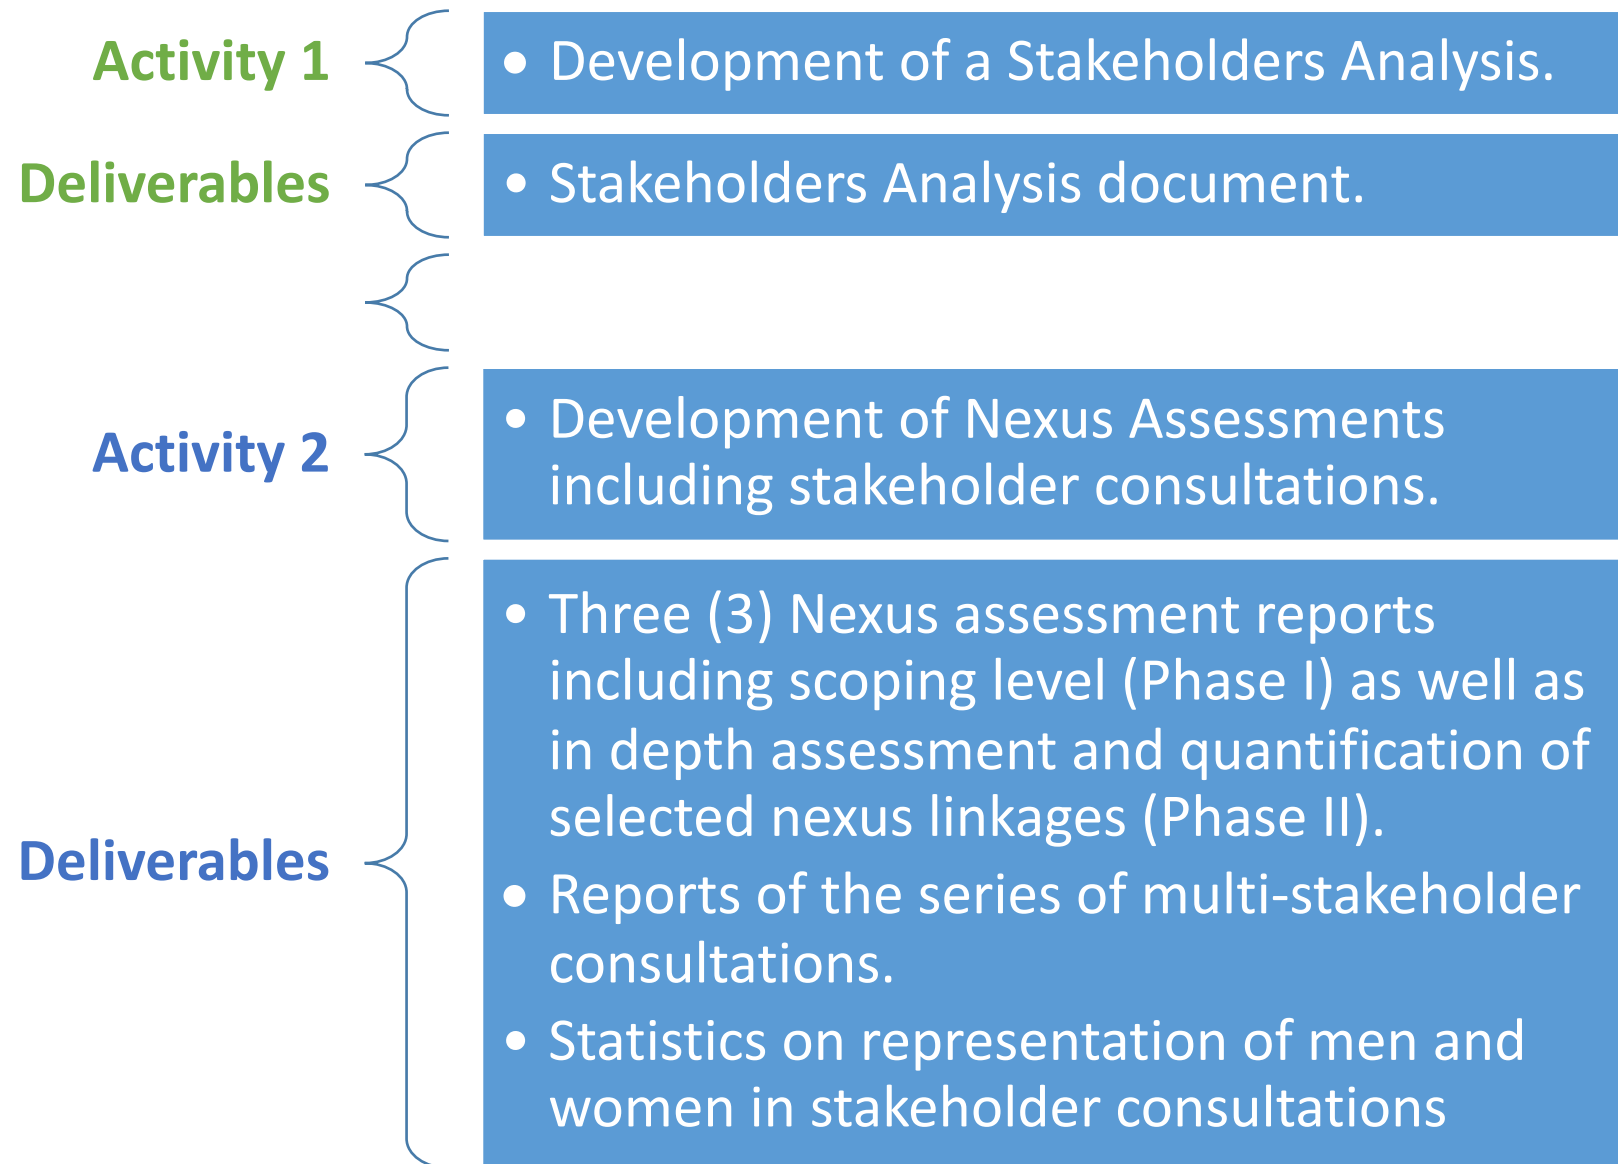 Activity 1
• Development of a Stakeholders Analysis.
Deliverables
• Stakeholders Analysis document.
Activity 2
• Development of Nexus Assessments
including stakeholder consultations.
Deliverables
• Three (3) Nexus assessment reports
including scoping level (Phase I) as well as
in depth assessment and quantification of
selected nexus linkages (Phase II).
• Reports of the series of multi-stakeholder
consultations.
• Statistics on representation of men and
women in stakeholder consultations